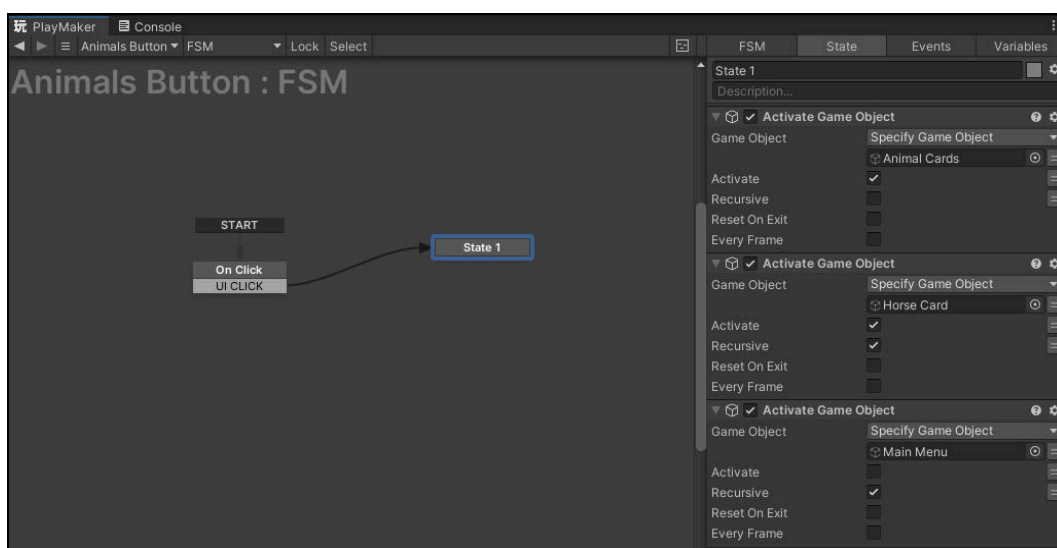 玩 PlayMaker Console
Animals Button FSM Lock Select
FSM State Events Variables
Animals Button : FSM
START
On Click
UI CLICK
State 1
State 1
Description...
Activate Game Object
Game Object Specify Game Object
Animal Cards
Activate
Recursive
Reset On Exit
Every Frame
Activate Game Object
Game Object Specify Game Object
Horse Card
Activate
Recursive
Reset On Exit
Every Frame
Activate Game Object
Game Object Specify Game Object
Main Menu
Activate
Recursive
Reset On Exit
Every Frame